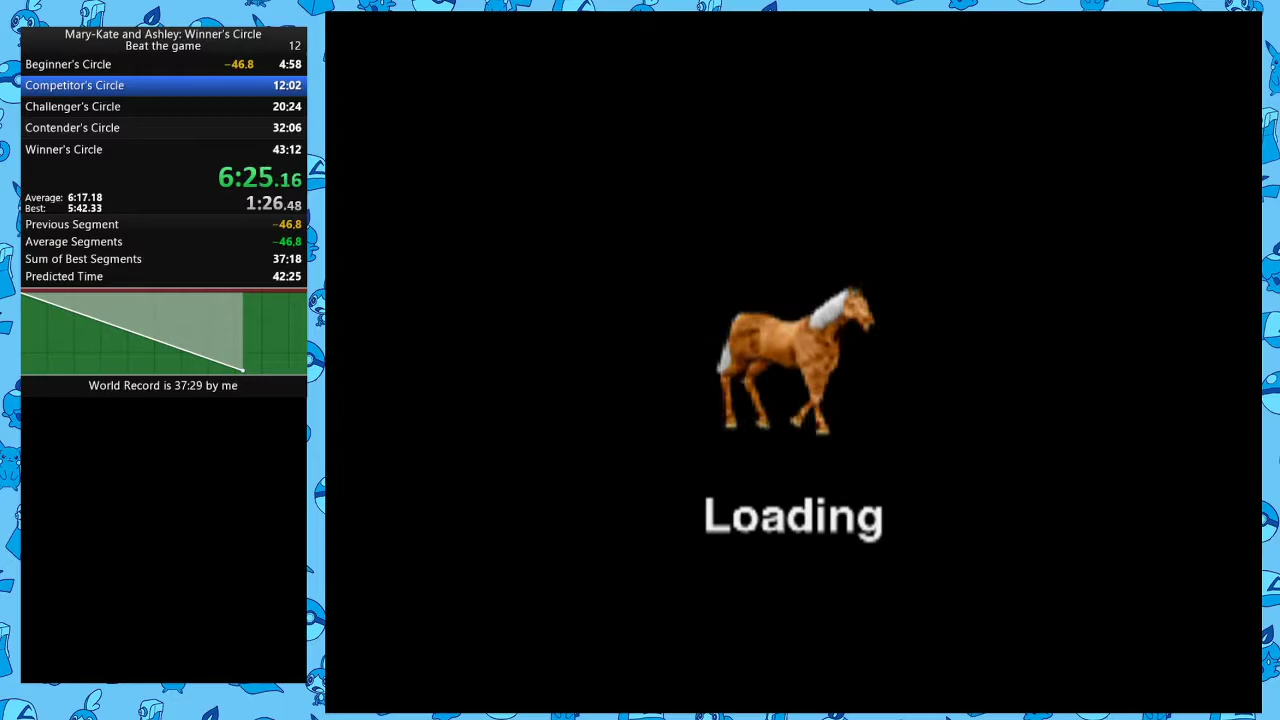 Mary-Kate and Ashley: Winner's Circle
Beat the game 12
Beginner's Circle −46.8 4:58
Competitor's Circle 12:02
Challenger's Circle 20:24
Contender's Circle 32:06
Winner's Circle 43:12
6:25.16
Average: 6:17.18
Best: 5:42.33
1:26.48
Previous Segment −46.8
Average Segments −46.8
Sum of Best Segments 37:18
Predicted Time 42:25
World Record is 37:29 by me
Loading